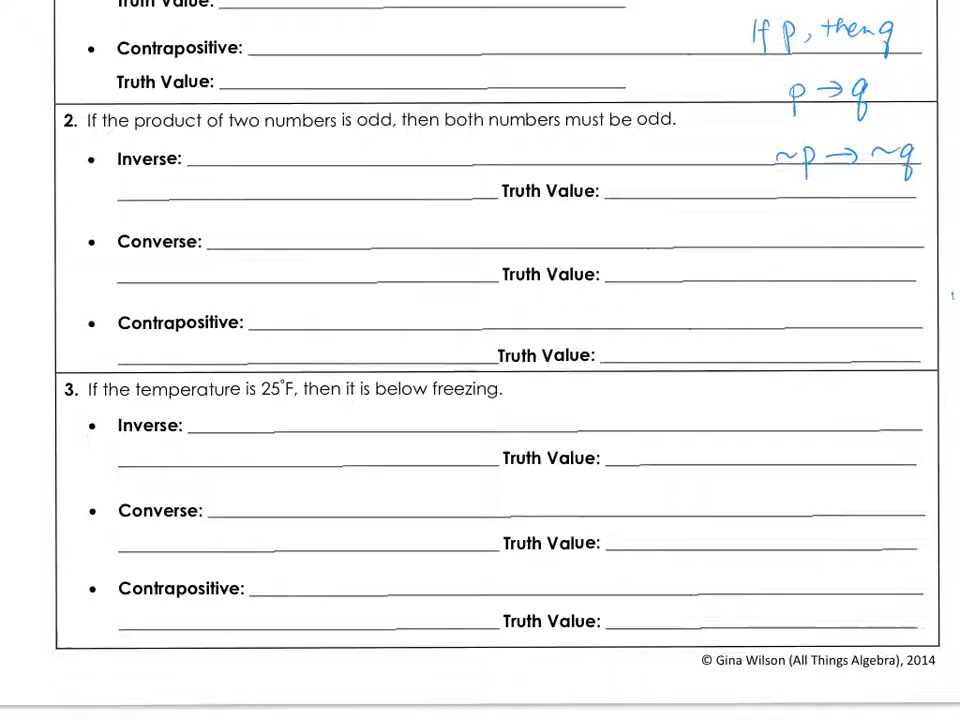 Truth Value:
If p, then q
Contrapositive:
Truth Value:
p → q
2. If the product of two numbers is odd, then both numbers must be odd.
Inverse:
~p → ~q
Truth Value:
Converse:
Truth Value:
Contrapositive:
Truth Value:
3. If the temperature is 25°F, then it is below freezing.
Inverse:
Truth Value:
Converse:
Truth Value:
Contrapositive:
Truth Value:
© Gina Wilson (All Things Algebra), 2014